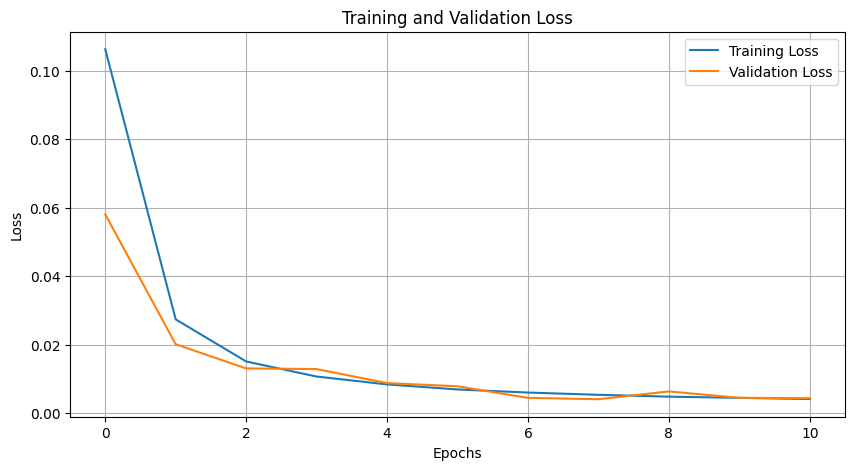 Training and Validation Loss
Training Loss
Validation Loss
0.10
0.08
0.06
0.04
0.02
0.00
Loss
0 2 4 6 8 10
Epochs